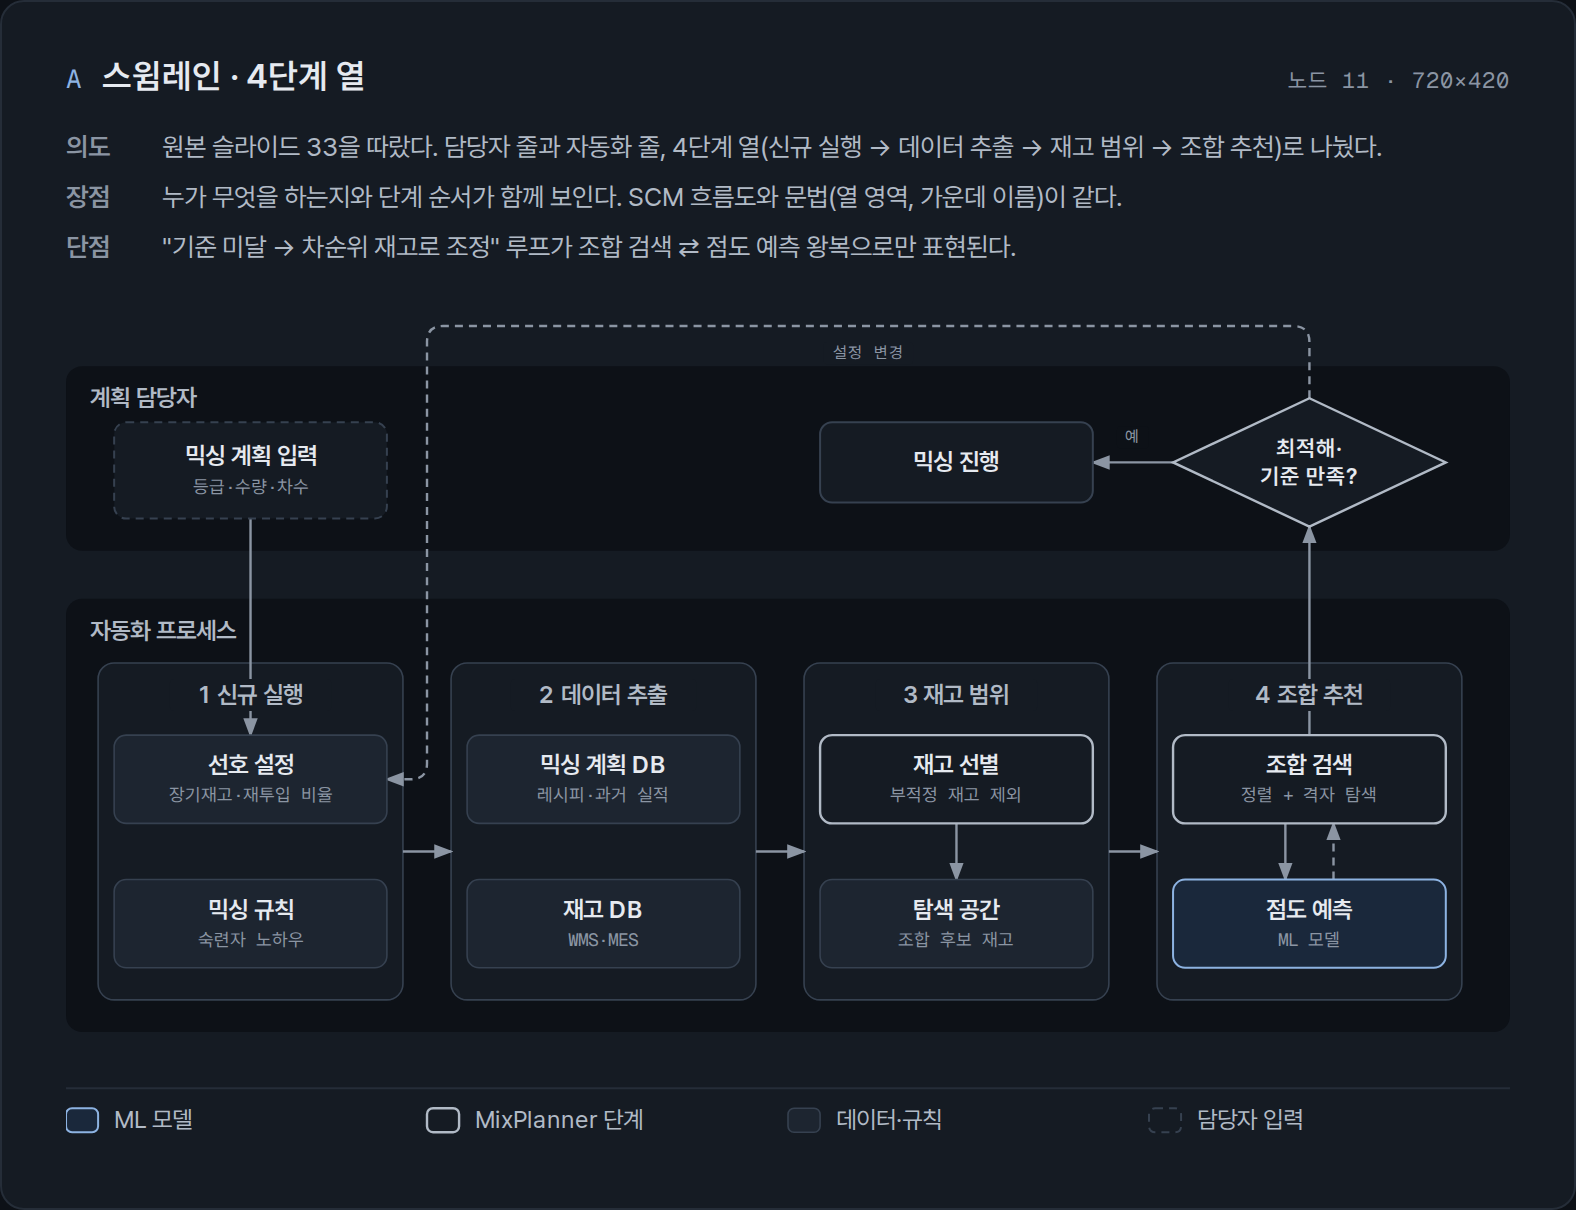 A 스윔레인 · 4단계 열
노드 11 · 720×420
의도 원본 슬라이드 33을 따랐다. 담당자 줄과 자동화 줄, 4단계 열(신규 실행 → 데이터 추출 → 재고 범위 → 조합 추천)로 나눴다.
장점 누가 무엇을 하는지와 단계 순서가 함께 보인다. SCM 흐름도와 문법(열 영역, 가운데 이름)이 같다.
단점 "기준 미달 → 차순위 재고로 조정" 루프가 조합 검색 ⇄ 점도 예측 왕복으로만 표현된다.
설정 변경
계획 담당자
믹싱 계획 입력
등급·수량·차수
믹싱 진행
예
최적해·
기준 만족?
자동화 프로세스
1 신규 실행
선호 설정
장기재고·재투입 비율
믹싱 규칙
숙련자 노하우
2 데이터 추출
믹싱 계획 DB
레시피·과거 실적
재고 DB
WMS·MES
3 재고 범위
재고 선별
부적정 재고 제외
탐색 공간
조합 후보 재고
4 조합 추천
조합 검색
정렬 + 격자 탐색
점도 예측
ML 모델
ML 모델
MixPlanner 단계
데이터·규칙
담당자 입력